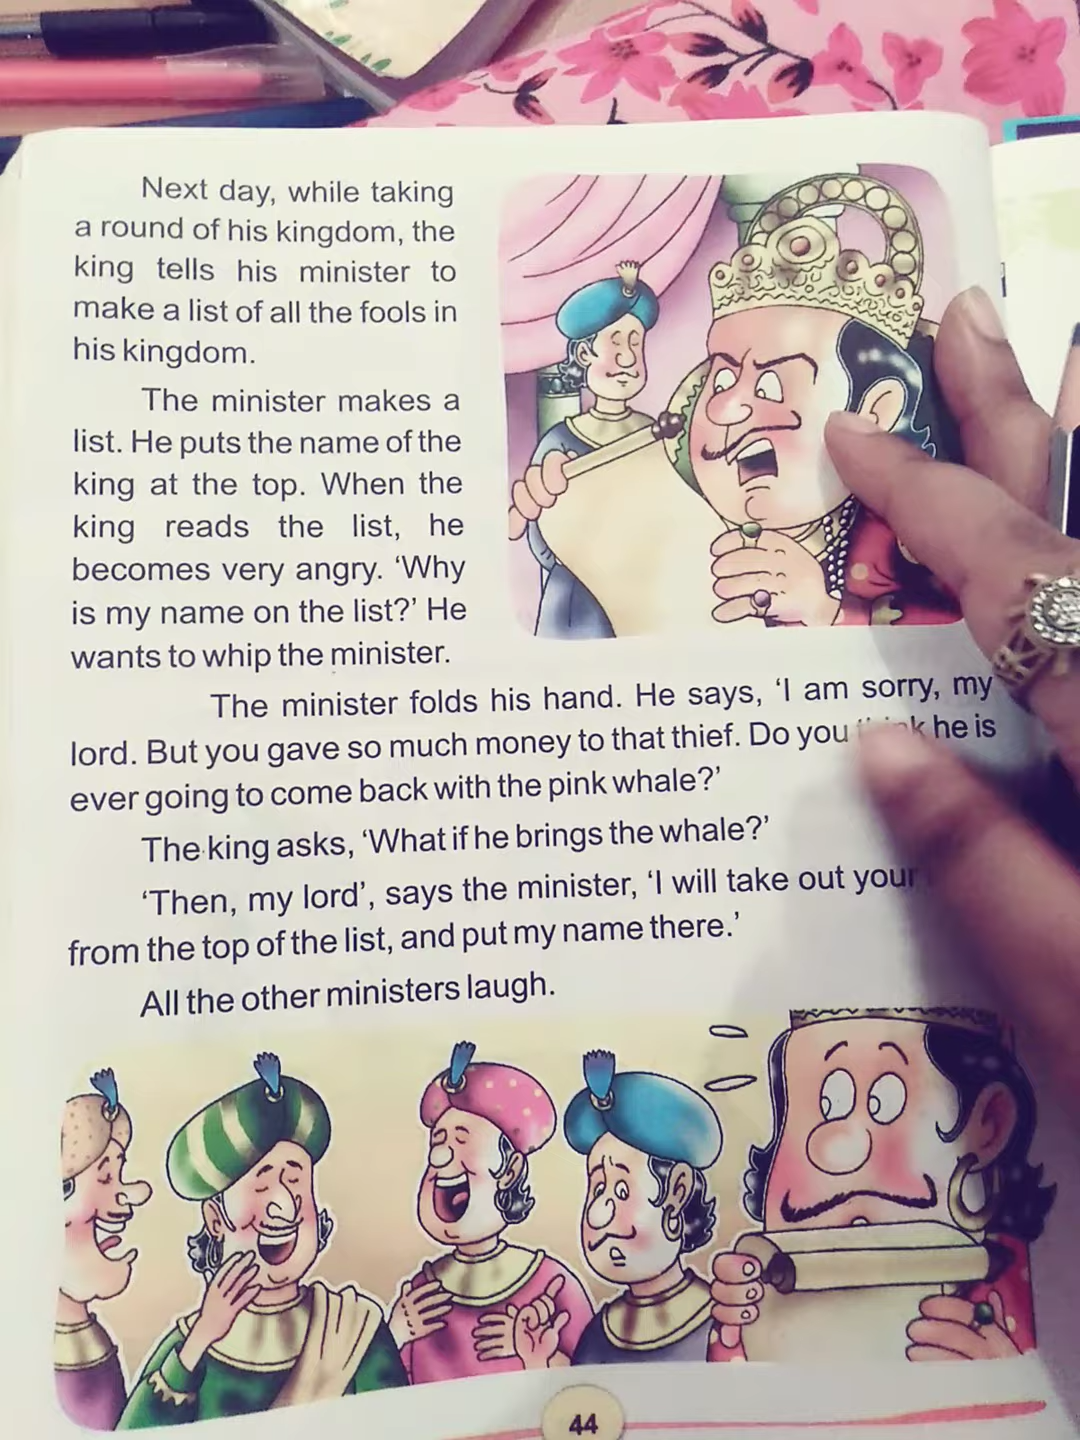 Next day, while taking
a round of his kingdom, the
king tells his minister to
make a list of all the fools in
his kingdom.
The minister makes a
list. He puts the name of the
king at the top. When the
king reads the list, he
becomes very angry. ‘Why
is my name on the list?’ He
wants to whip the minister.
The minister folds his hand. He says, ‘I am sorry, my
lord. But you gave so much money to that thief. Do you he is
ever going to come back with the pink whale?’
The king asks, ‘What if he brings the whale?’
‘Then, my lord’, says the minister, ‘I will take out your
from the top of the list, and put my name there.’
All the other ministers laugh.
44